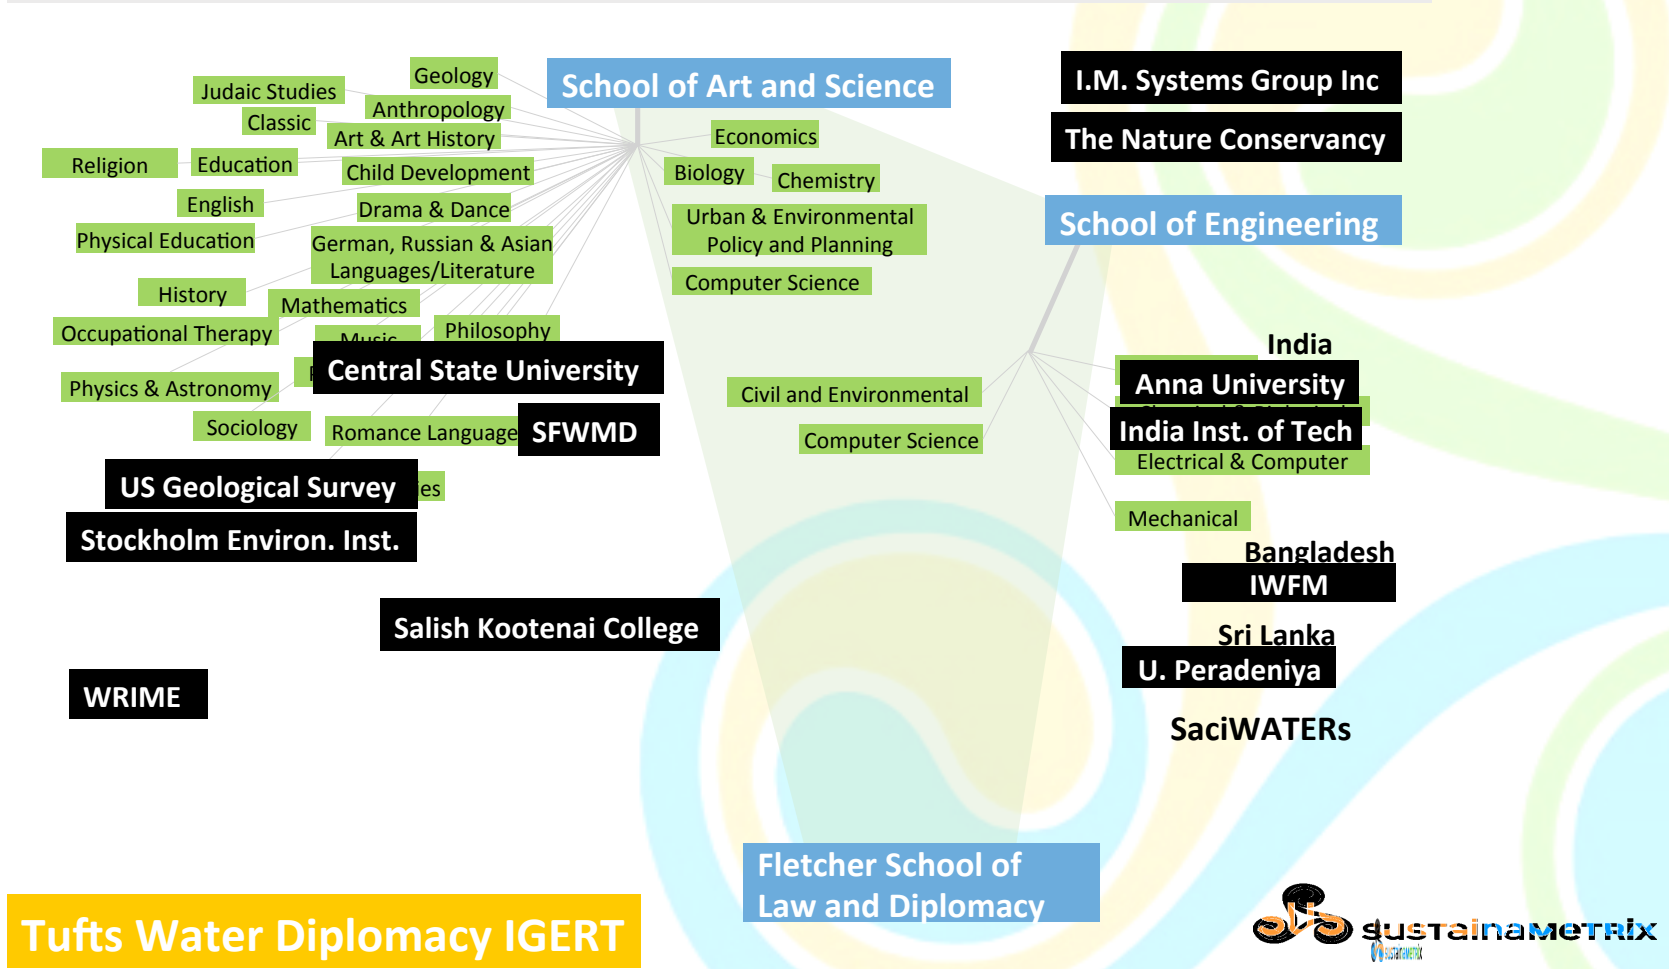 School of Art and Science
I.M. Systems Group Inc
The Nature Conservancy
Geology
Judaic Studies
Anthropology
Classic
Art & Art History
Economics
Religion
Education
Child Development
Biology
Chemistry
English
Drama & Dance
Urban & Environmental
Policy and Planning
School of Engineering
Physical Education
German, Russian & Asian
Languages/Literature
Computer Science
History
Mathematics
Occupational Therapy
Music
Philosophy
India
Central State University
Anna University
Physics & Astronomy
Civil and Environmental
Sociology
Romance Language
SFWMD
Computer Science
India Inst. of Tech
Electrical & Computer
US Geological Survey
ies
Mechanical
Stockholm Environ. Inst.
Bangladesh
IWFM
Salish Kootenai College
Sri Lanka
U. Peradeniya
WRIME
SaciWATERs
Fletcher School of
Law and Diplomacy
Tufts Water Diplomacy IGERT
sustainametrix
sustainametrix